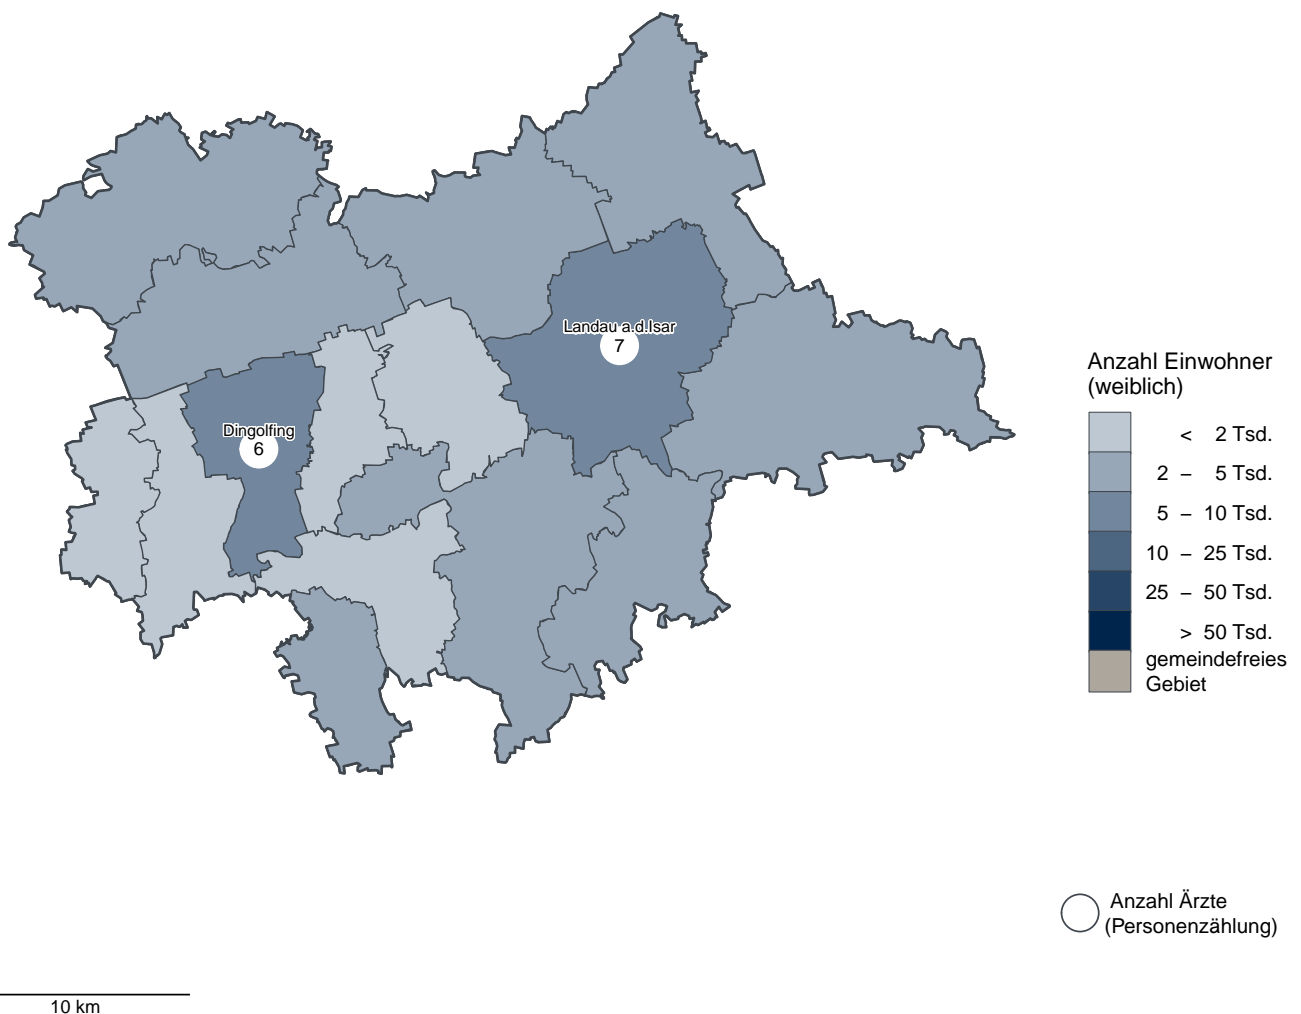 Landau a.d.Isar
7
Dingolfing
6
Anzahl Einwohner
(weiblich)
< 2 Tsd.
2 – 5 Tsd.
5 – 10 Tsd.
10 – 25 Tsd.
25 – 50 Tsd.
> 50 Tsd.
gemeindefreies
Gebiet
Anzahl Ärzte
(Personenzählung)
10 km